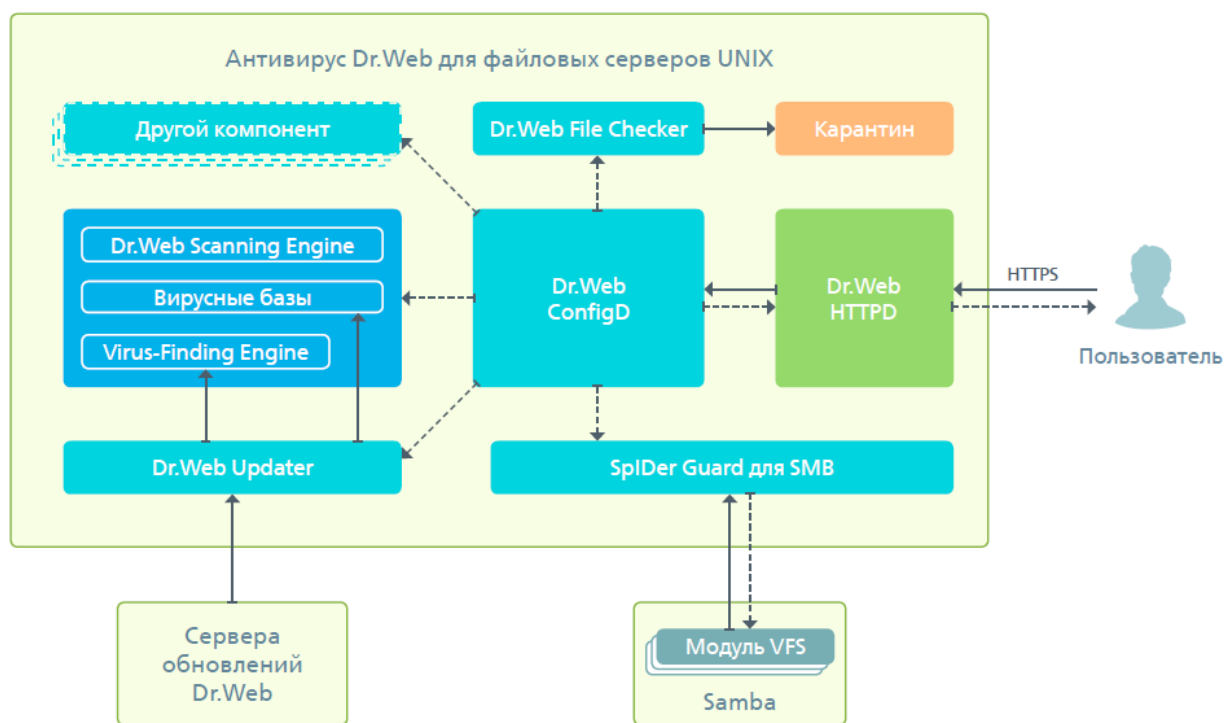 Антивирус Dr.Web для файловых серверов UNIX
Другой компонент
Dr.Web File Checker
Карантин
Dr.Web Scanning Engine
Вирусные базы
Virus-Finding Engine
Dr.Web
ConfigD
Dr.Web
HTTPD
HTTPS
Пользователь
Dr.Web Updater
SpIDer Guard для SMB
Сервера
обновлений
Dr.Web
Модуль VFS
Samba